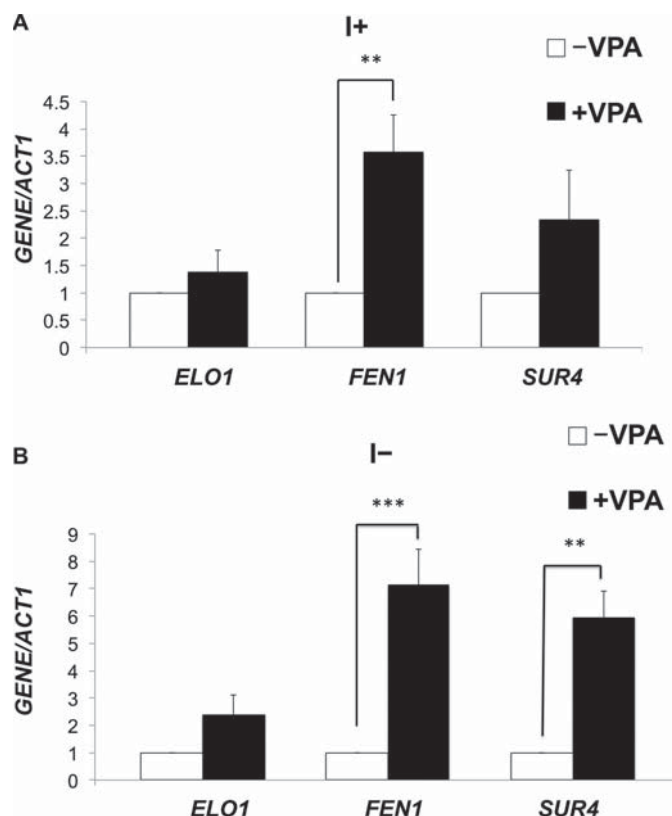 A
I+
−VPA
**
+VPA
GENE/ACT1
4.5
4
3.5
3
2.5
2
1.5
1
0.5
0
ELO1
FEN1
SUR4
B
I−
−VPA
+VPA
***
**
GENE/ACT1
9
8
7
6
5
4
3
2
1
0
ELO1
FEN1
SUR4